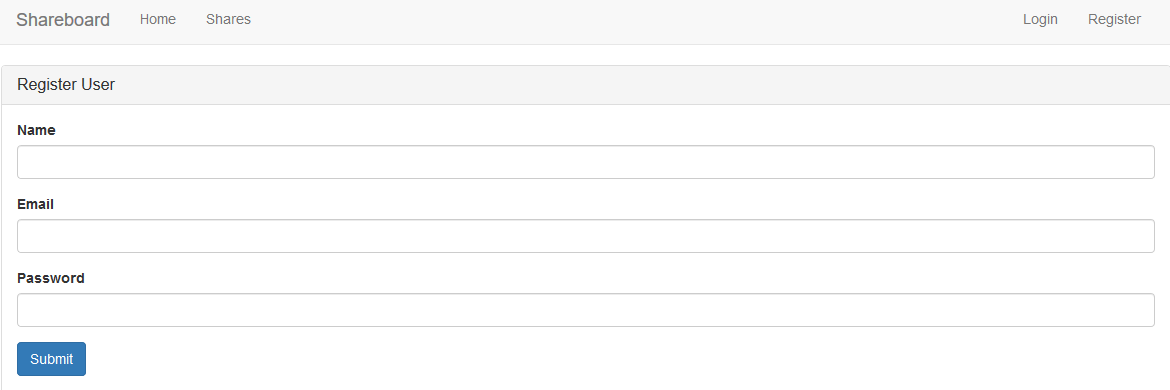 Shareboard Home Shares Login Register
Register User
Name
Email
Password
Submit